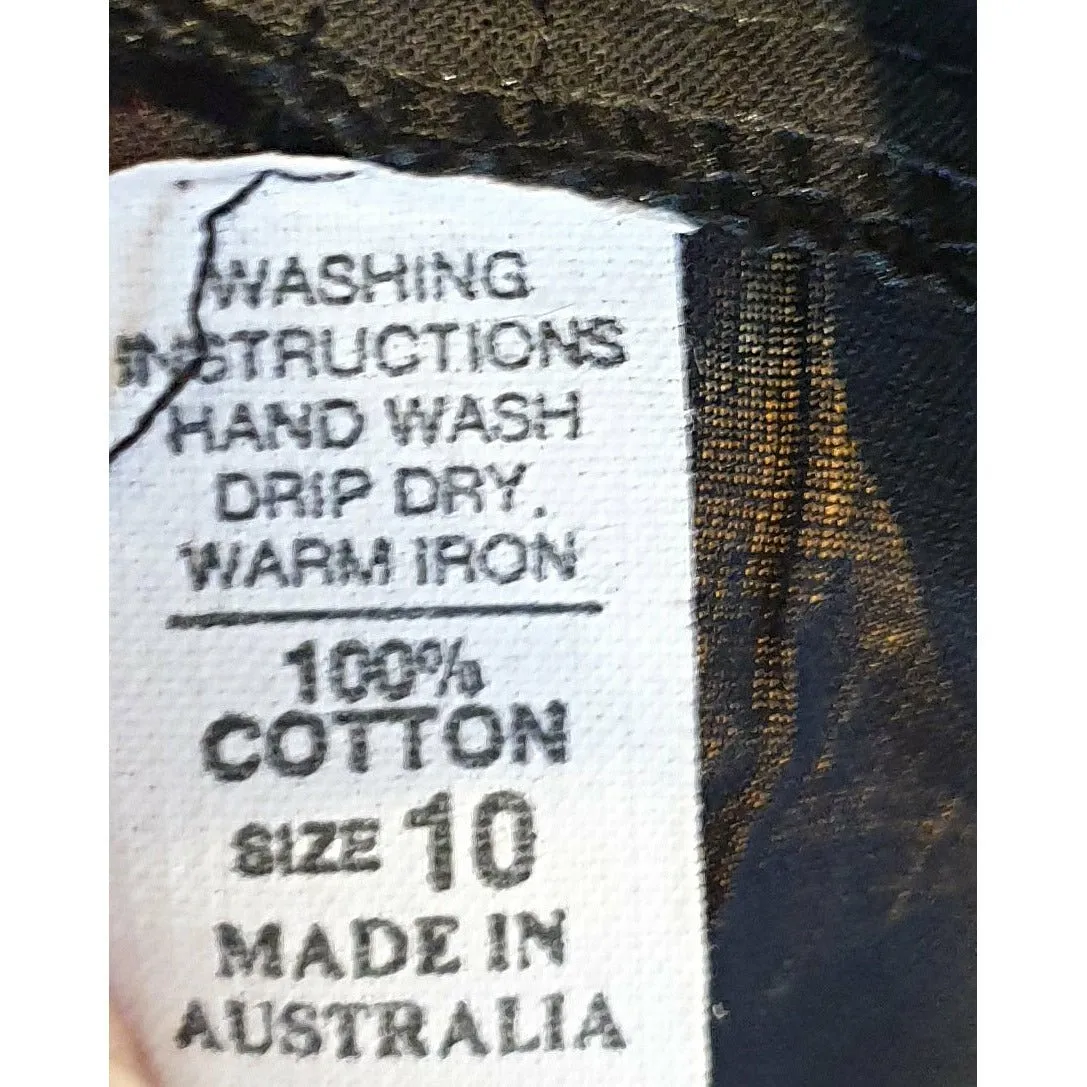 WASHING
INSTRUCTIONS
HAND WASH
DRIP DRY.
WARM IRON
100%
COTTON
SIZE 10
MADE IN
AUSTRALIA